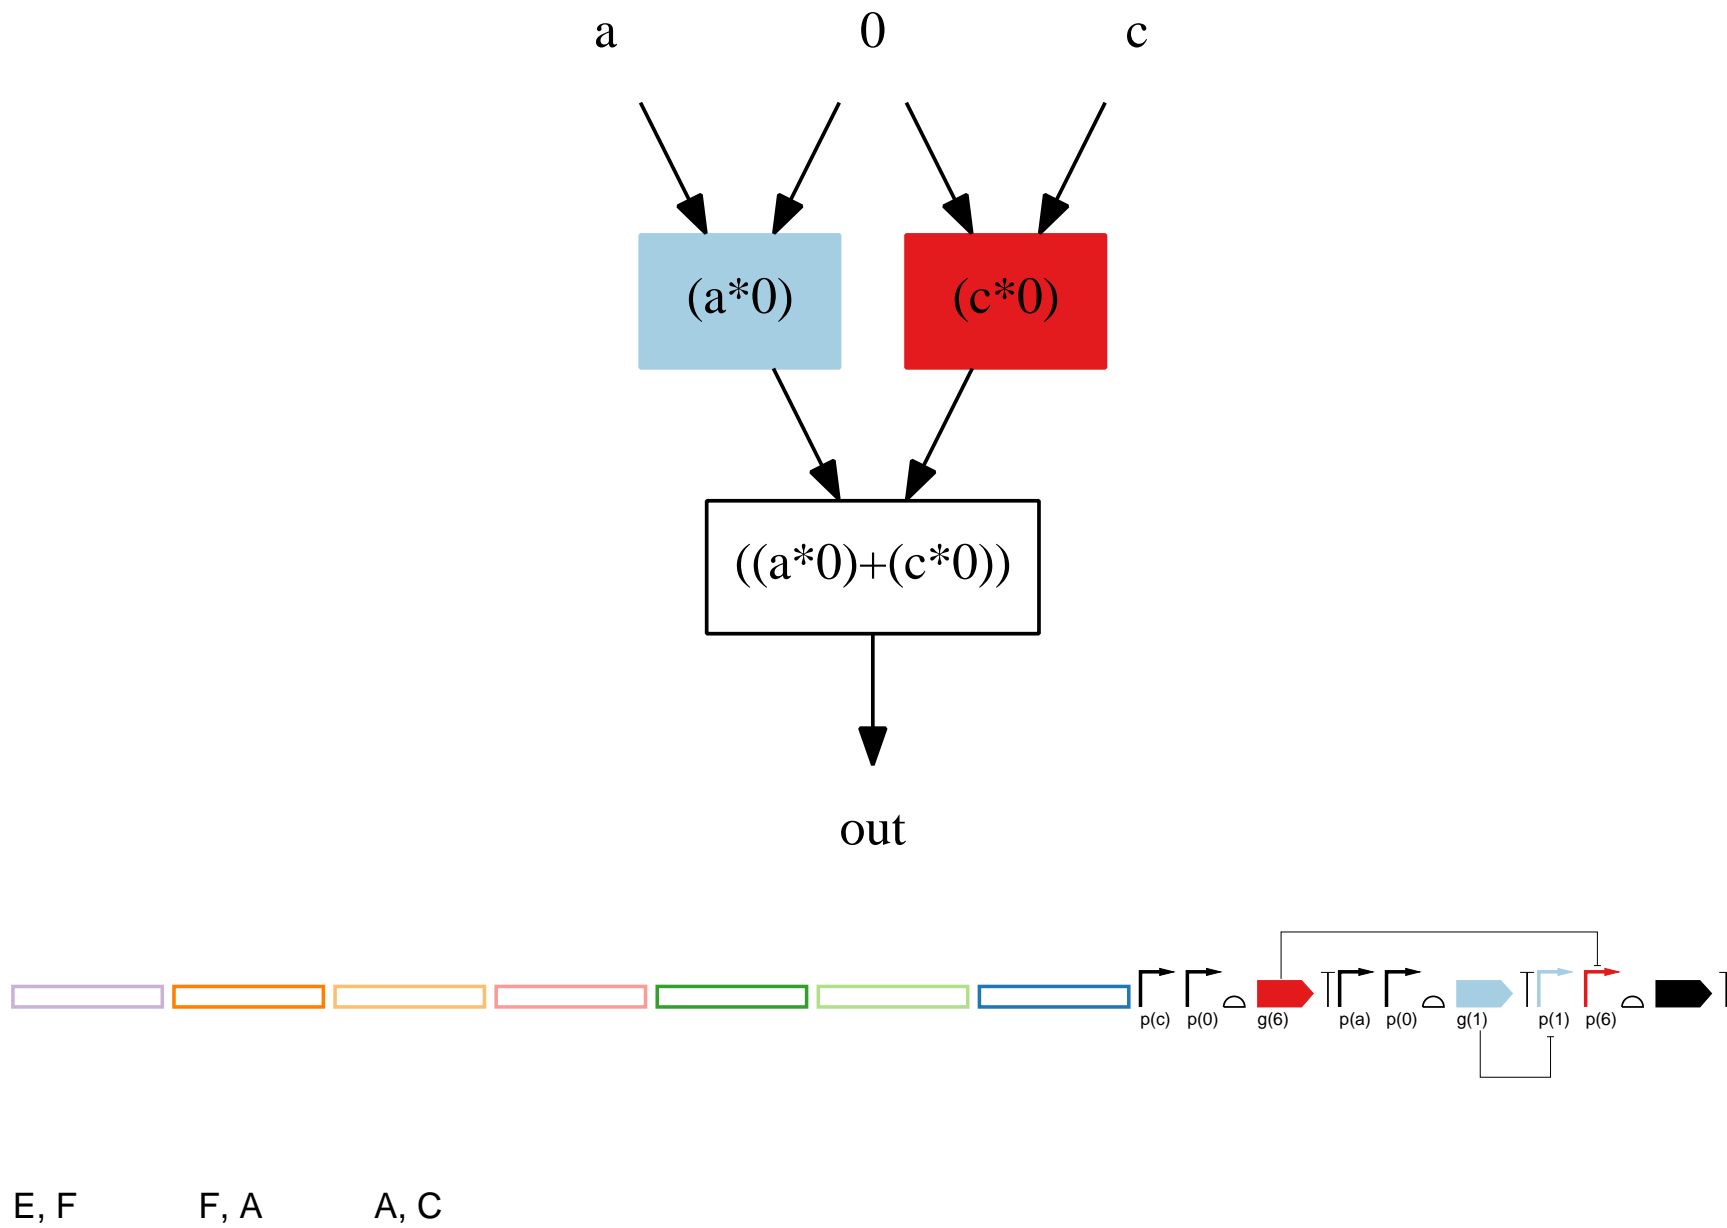 a 0 c
(a*0) (c*0)
((a*0)+(c*0))
out
p(c) p(0) g(6) p(a) p(0) g(1) p(1) p(6)
E, F F, A A, C